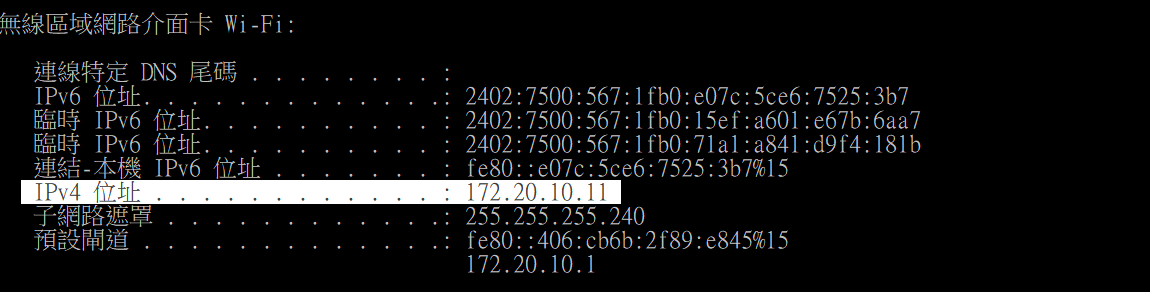 無線區域網路介面卡 Wi-Fi:
連線特定 DNS 尾碼 . . . . . . . . :
IPv6 位址. . . . . . . . . . . . .: 2402:7500:567:1fb0:e07c:5ce6:7525:3b7
臨時 IPv6 位址. . . . . . . . . . .: 2402:7500:567:1fb0:15ef:a601:e67b:6aa7
臨時 IPv6 位址. . . . . . . . . . .: 2402:7500:567:1fb0:71a1:a841:d9f4:181b
連結-本機 IPv6 位址 . . . . . . . : fe80::e07c:5ce6:7525:3b7%15
IPv4 位址 . . . . . . . . . . . . : 172.20.10.11
子網路遮罩 . . . . . . . . . . . .: 255.255.255.240
預設閘道 . . . . . . . . . . . . .: fe80::406:cb6b:2f89:e845%15
172.20.10.1